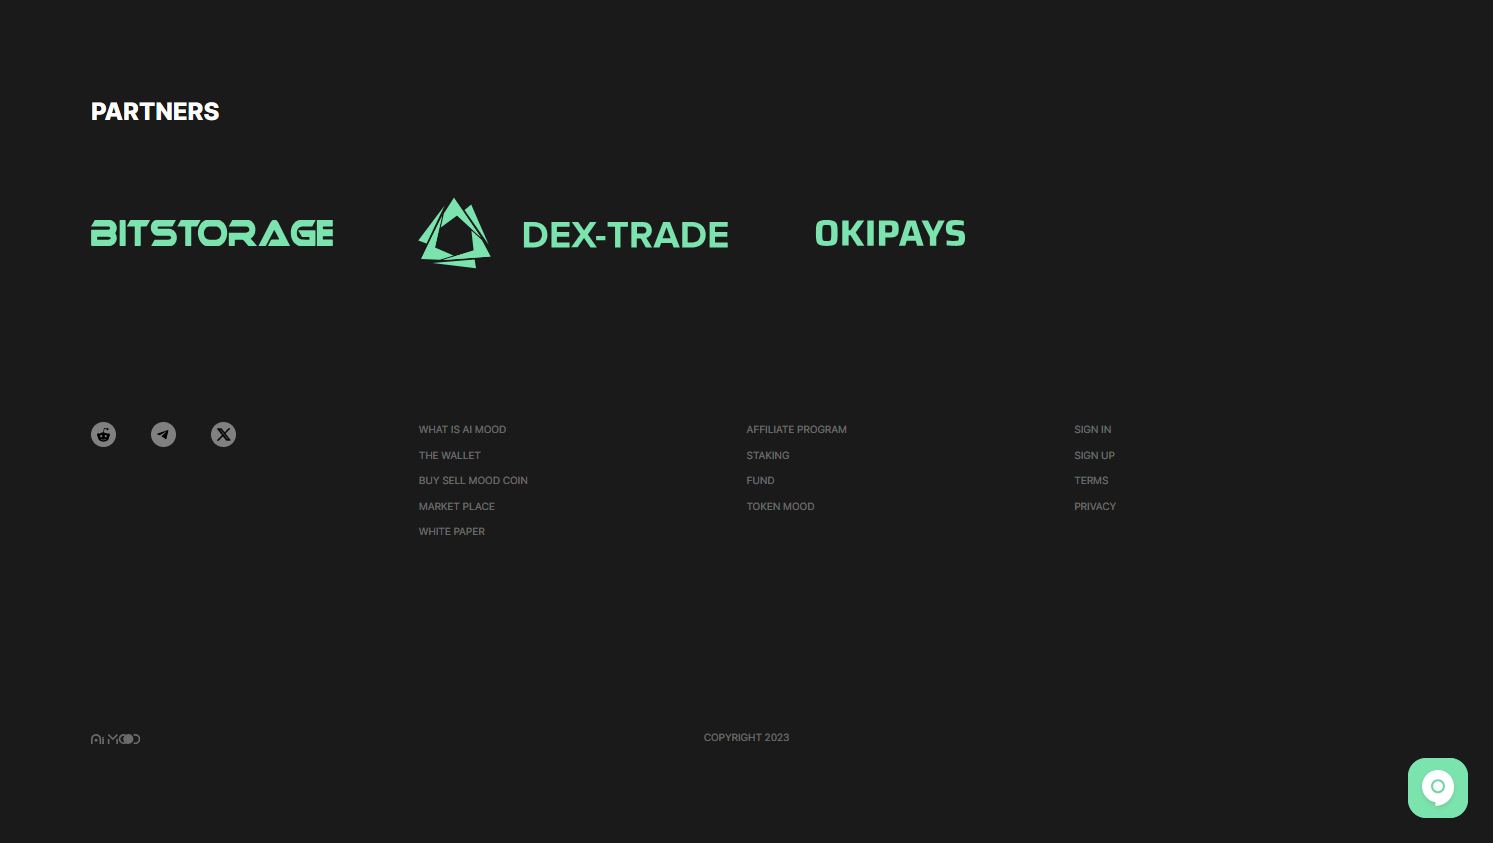 PARTNERS
BITSTORAGE
DEX-TRADE
OKIPAYS
WHAT IS AI MOOD
THE WALLET
BUY SELL MOOD COIN
MARKET PLACE
WHITE PAPER
AFFILIATE PROGRAM
STAKING
FUND
TOKEN MOOD
SIGN IN
SIGN UP
TERMS
PRIVACY
Ai MOOD
COPYRIGHT 2023